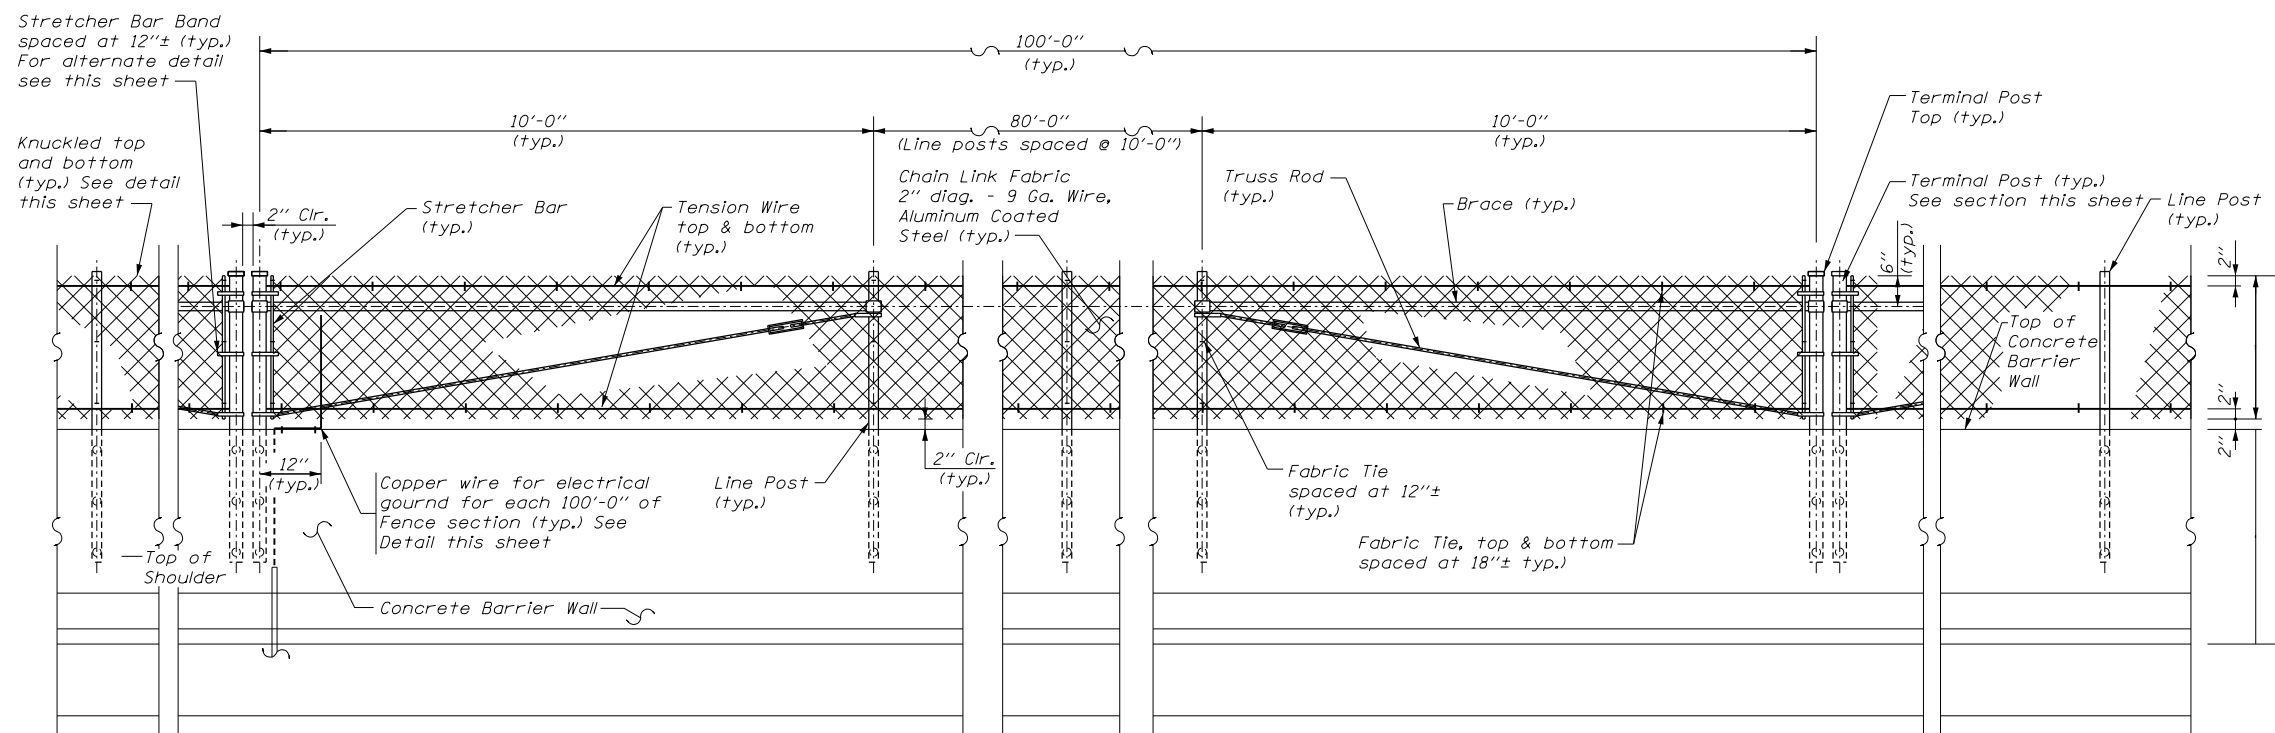 Stretcher Bar Band
spaced at 12"± (typ.)
For alternate detail
see this sheet
100'-0"
(typ.)
Terminal Post
Top (typ.)
10'-0"
(typ.)
80'-0"
(Line posts spaced @ 10'-0")
10'-0"
(typ.)
Knuckled top
and bottom
(typ.) See detail
this sheet
2" Clr.
(typ.)
Stretcher Bar
(typ.)
Tension Wire
top & bottom
(typ.)
Chain Link Fabric
2" diag. - 9 Ga. Wire,
Aluminum Coated
Steel (typ.)
Truss Rod
(typ.)
Brace (typ.)
Terminal Post (typ.)
See section this sheet
Line Post
(typ.)
6"
(typ.)
2"
Top of
Concrete
Barrier
Wall
2"
2"
12"
(typ.)
Copper wire for electrical
gournd for each 100'-0" of
Fence section (typ.) See
Detail this sheet
Line Post
(typ.)
2" Clr.
(typ.)
Fabric Tie
spaced at 12"±
(typ.)
Fabric Tie, top & bottom
spaced at 18"± typ.)
Top of
Shoulder
Concrete Barrier Wall